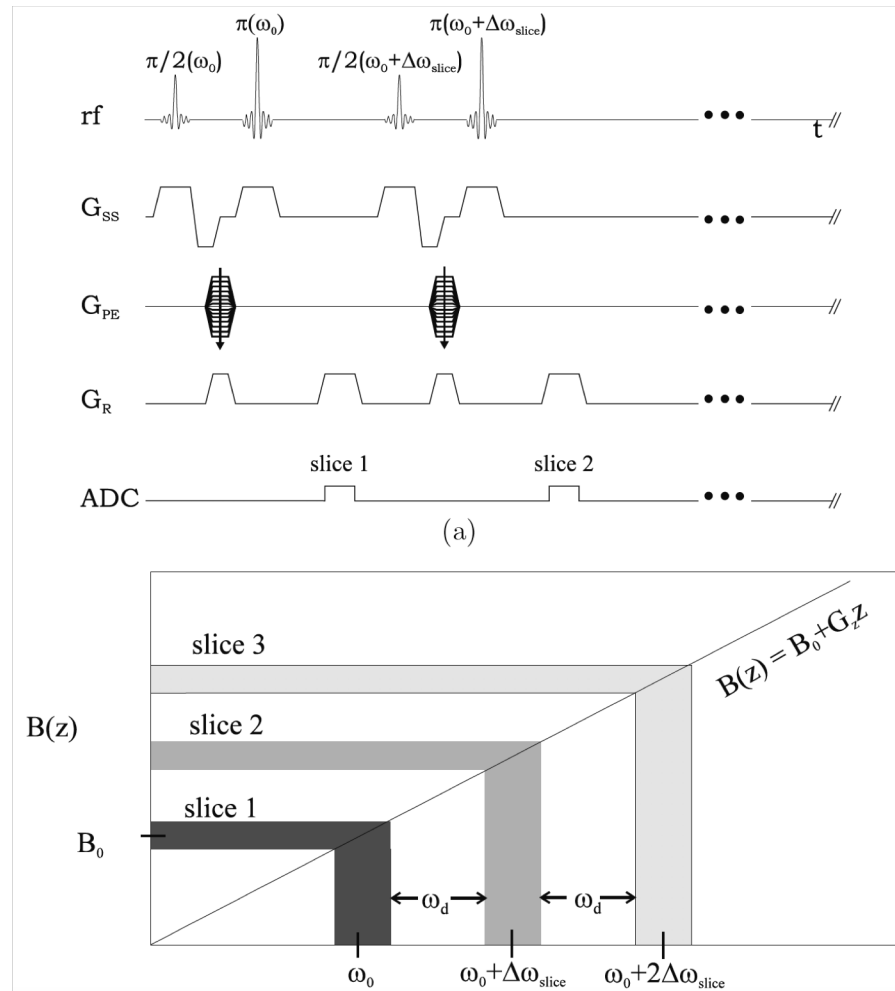 π/2(ω₀) π(ω₀) π/2(ω₀+Δω_slice) π(ω₀+Δω_slice)
rf t
G_SS
G_PE
G_R
slice 1 slice 2
ADC
(a)
B(z) = B₀+G_z z
slice 3
B(z)
slice 2
slice 1
B₀
ω_d ω_d
ω₀ ω₀+Δω_slice ω₀+2Δω_slice